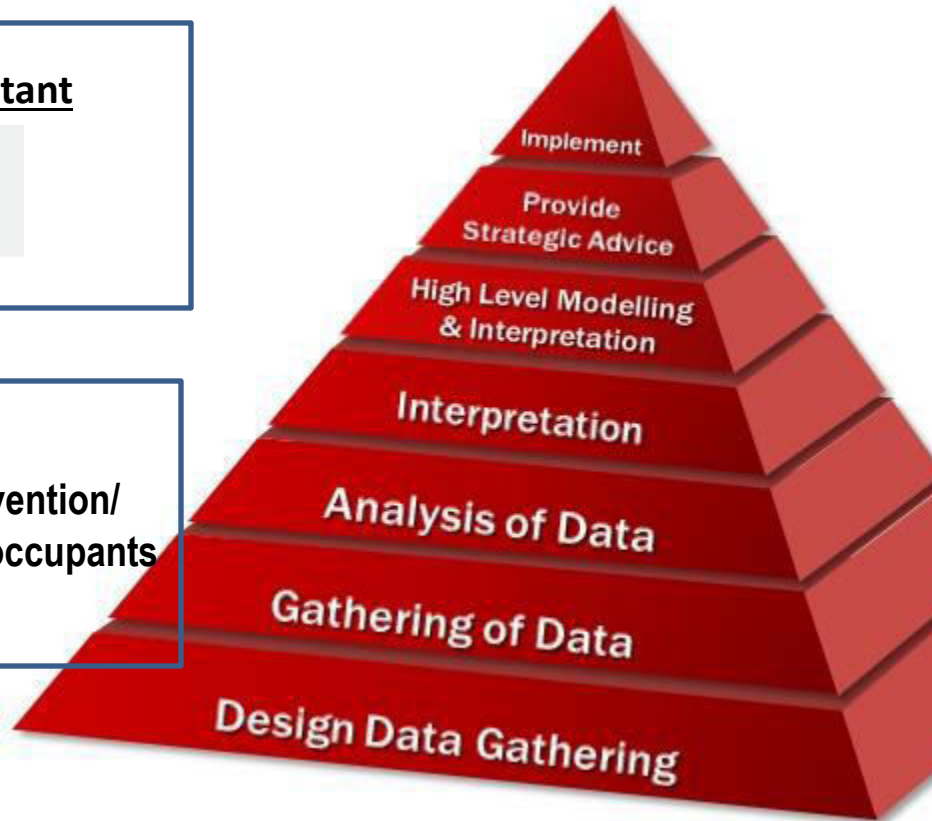 tant
Implement
Provide
Strategic Advice
High Level Modelling
& Interpretation
Interpretation
vention/
occupants
Analysis of Data
Gathering of Data
Design Data Gathering